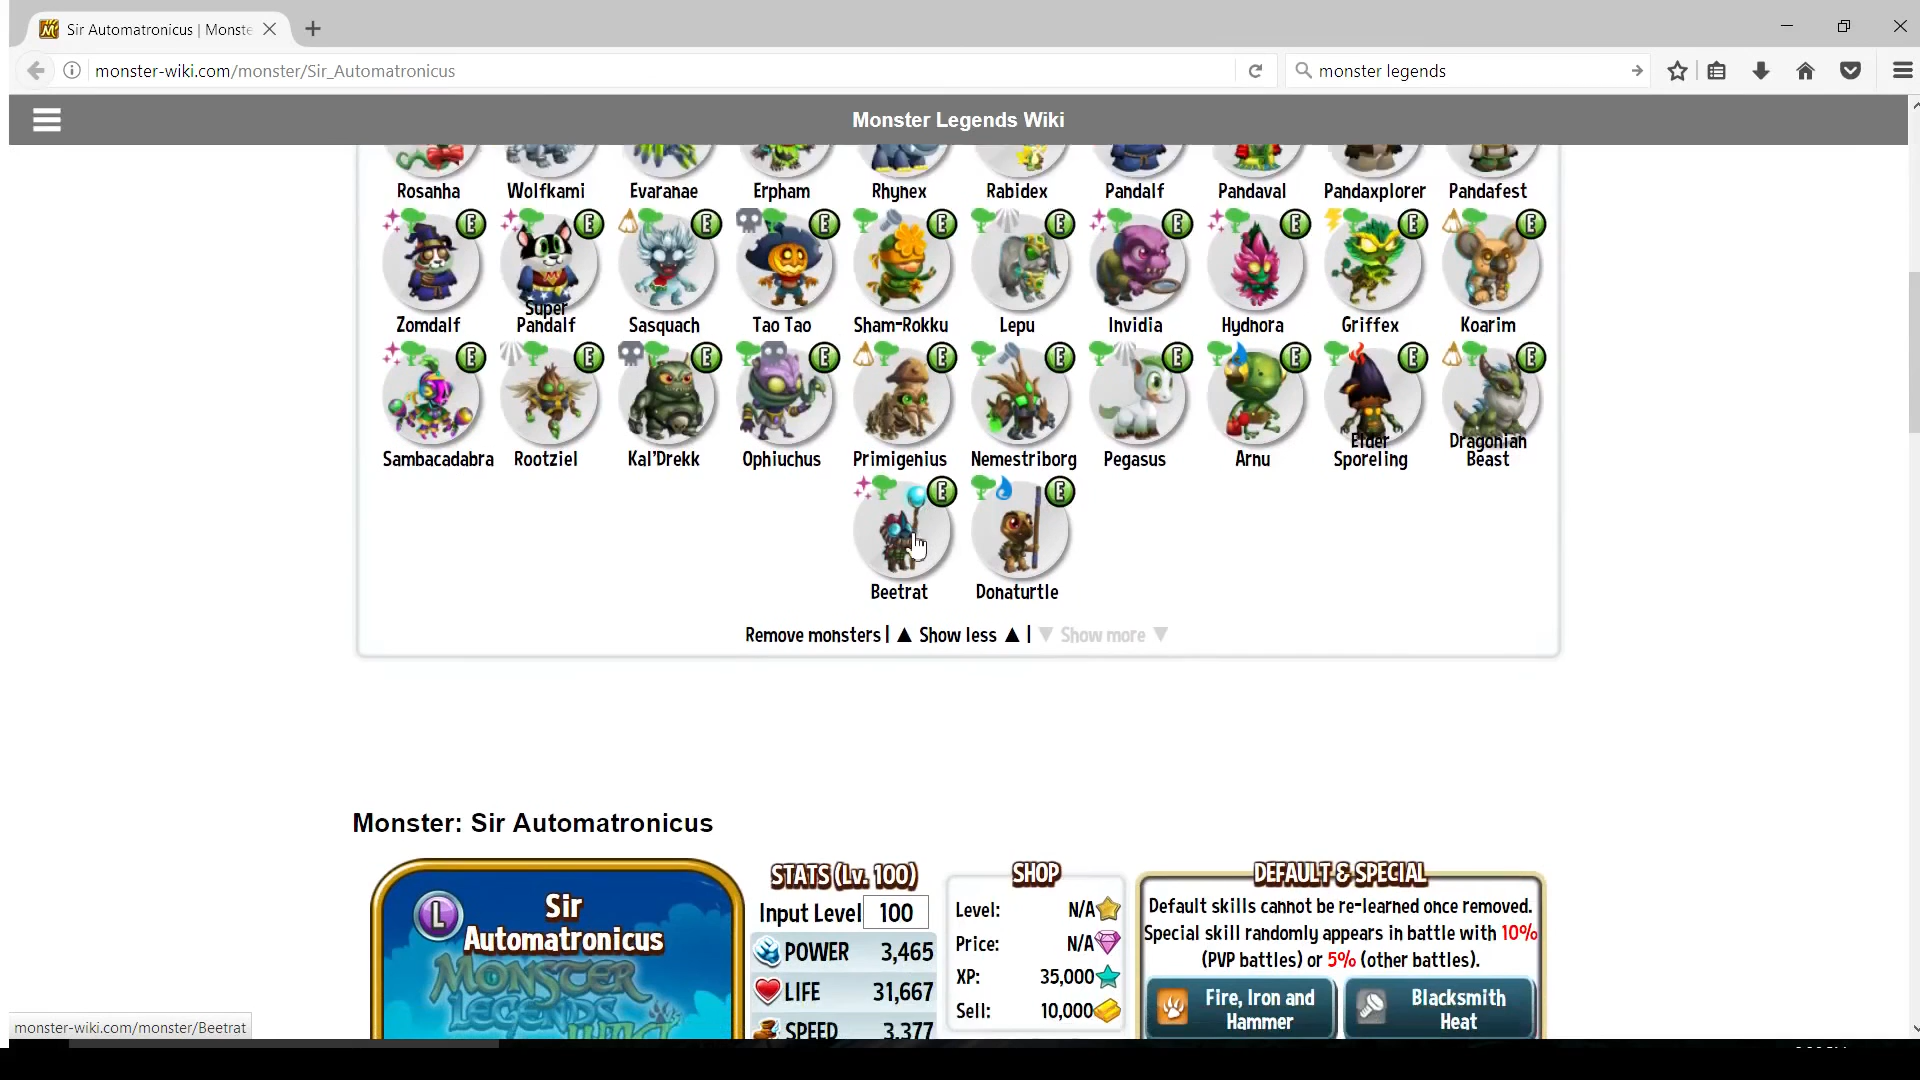 Sir Automatronicus | Monste
monster-wiki.com/monster/Sir_Automatronicus
monster legends
Monster Legends Wiki
Rosanha Wolfkami Evaranae Erpham Rhynex Rabidex Pandalf Pandaval Pandaxplorer Pandafest
E E E E E E E E E E
Zomdalf Super Pandalf Sasquach Tao Tao Sham-Rokku Lepu Invidia Hydnora Griffex Koarim
E E E E E E E E E E
Sambacadabra Rootziel Kal'Drekk Ophiuchus Primigenius Nemestriborg Pegasus Arnu Elder Sporeling Dragonian Beast
E E
Beetrat Donaturtle
Remove monsters | ▲ Show less ▲ | ▼ Show more ▼
Monster: Sir Automatronicus
L Sir
Automatronicus
MONSTER
LEGENDS
STATS (Lv. 100)
Input Level 100
POWER 3,465
LIFE 31,667
SPEED 3,377
SHOP
Level: N/A
Price: N/A
XP: 35,000
Sell: 10,000
DEFAULT & SPECIAL
Default skills cannot be re-learned once removed.
Special skill randomly appears in battle with 10%
(PVP battles) or 5% (other battles).
Fire, Iron and
Hammer
Blacksmith
Heat
monster-wiki.com/monster/Beetrat